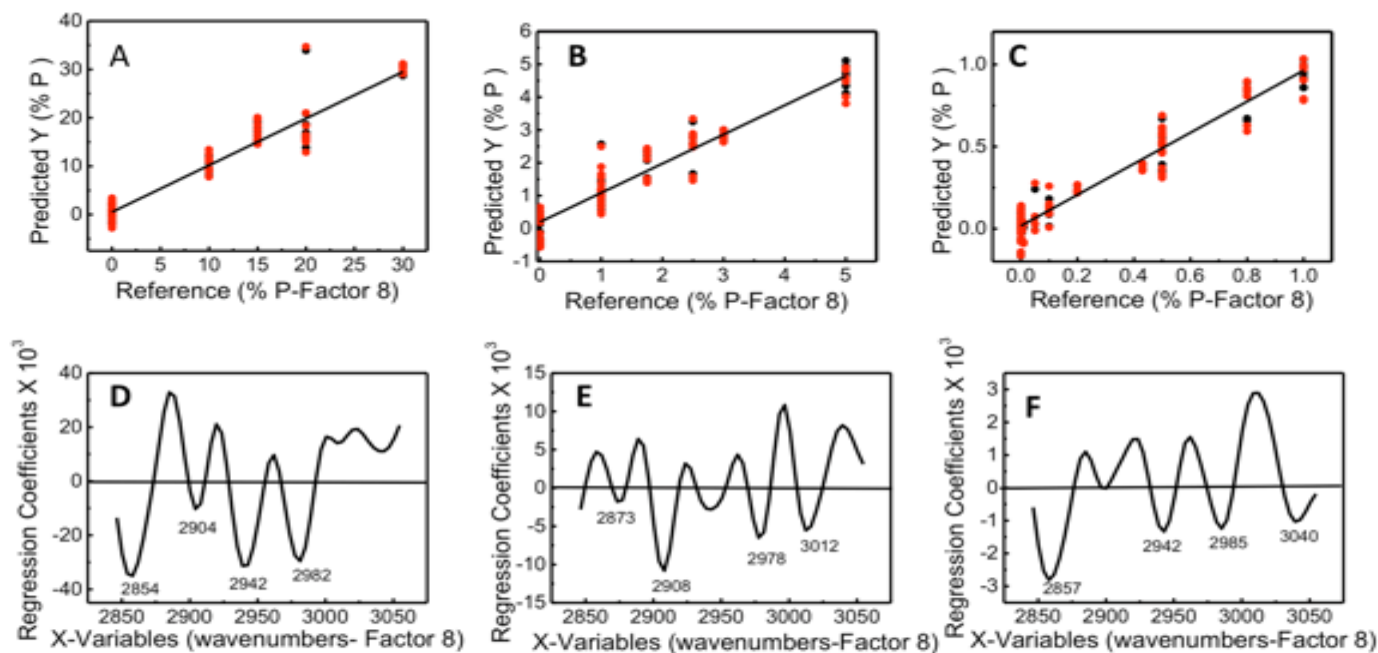 A
Predicted Y (% P )
40
30
20
10
0
0 5 10 15 20 25 30
Reference (% P-Factor 8)
B
Predicted Y (% P )
6
5
4
3
2
1
0
-1
0 1 2 3 4 5
Reference (% P-Factor 8)
C
Predicted Y (% P )
1.0
0.5
0.0
0.0 0.2 0.4 0.6 0.8 1.0
Reference (% P-Factor 8)
D
Regression Coefficients X 10³
40
20
0
-20
-40
2854
2904
2942
2982
2850 2900 2950 3000 3050
X-Variables (wavenumbers- Factor 8)
E
Regression Coefficients X 10³
15
10
5
0
-5
-10
-15
2873
2908
2978
3012
2850 2900 2950 3000 3050
X-Variables (wavenumbers-Factor 8)
F
Regression Coefficients X 10³
3
2
1
0
-1
-2
-3
2857
2942
2985
3040
2850 2900 2950 3000 3050
X-Variables (wavenumbers-Factor 8)